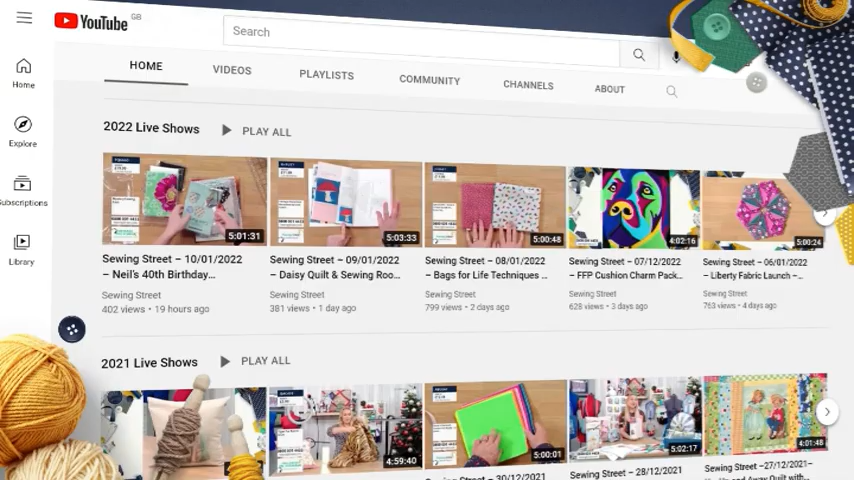 YouTube GB
Search
Home
Explore
Subscriptions
Library
HOME VIDEOS PLAYLISTS COMMUNITY CHANNELS ABOUT
2022 Live Shows PLAY ALL
5:01:31 5:03:33 5:00:48 4:02:16 5:00:24
Sewing Street – 10/01/2022
– Neil's 40th Birthday...
Sewing Street
402 views • 19 hours ago
Sewing Street – 09/01/2022
– Daisy Quilt & Sewing Roo...
Sewing Street
381 views • 1 day ago
Sewing Street – 08/01/2022
– Bags for Life Techniques ...
Sewing Street
799 views • 2 days ago
Sewing Street – 07/12/2022
– FFP Cushion Charm Pack...
Sewing Street
628 views • 3 days ago
Sewing Street – 06/01/2022
– Liberty Fabric Launch –...
Sewing Street
763 views • 4 days ago
2021 Live Shows PLAY ALL
4:59:40 5:00:01 5:02:17 4:01:48
Sewing Street – 30/12/2021
Sewing Street – 28/12/2021
Sewing Street –27/12/2021–
Quilt with...